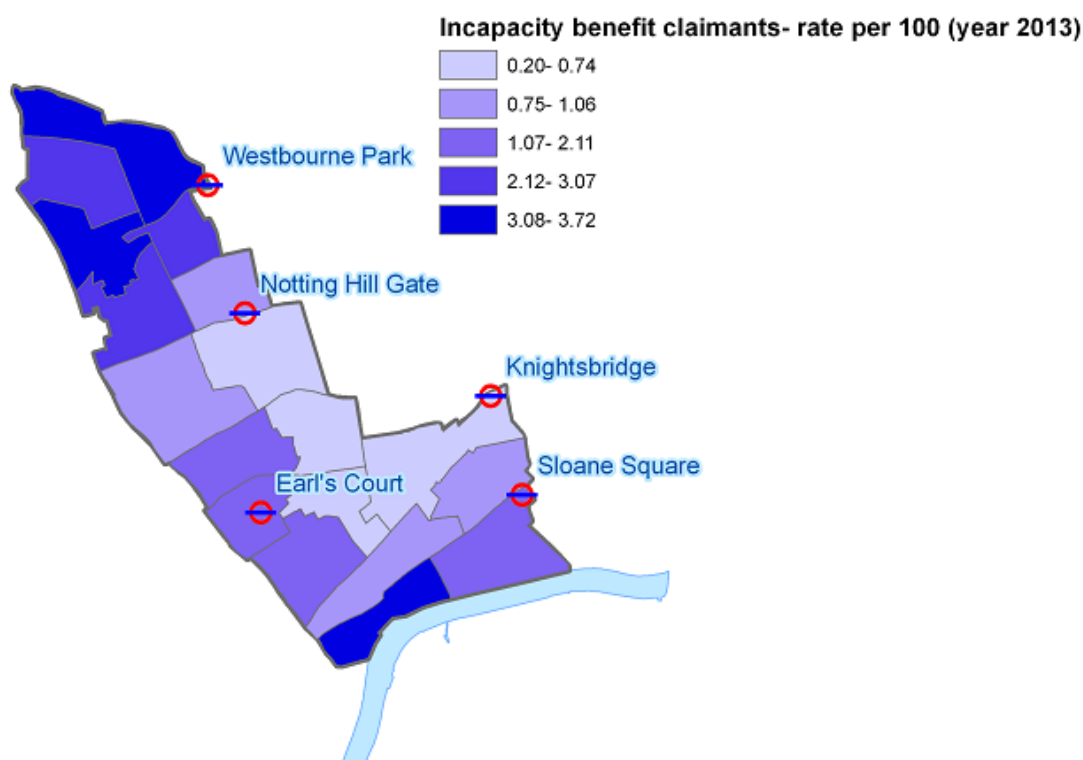 Incapacity benefit claimants- rate per 100 (year 2013)
0.20- 0.74
0.75- 1.06
1.07- 2.11
2.12- 3.07
3.08- 3.72
Westbourne Park
Notting Hill Gate
Knightsbridge
Sloane Square
Earl's Court